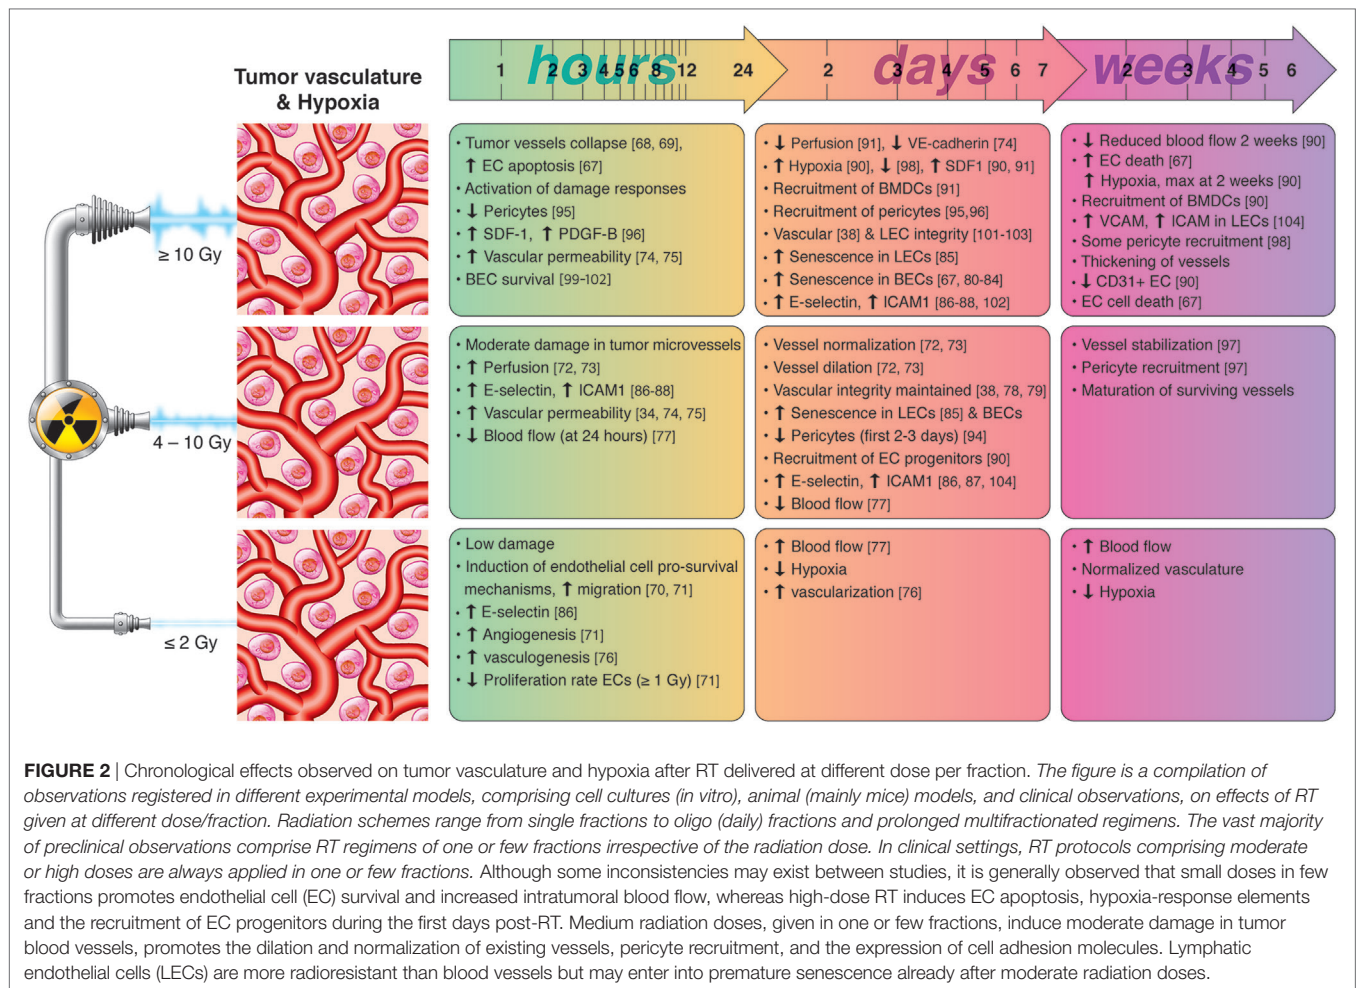 Tumor vasculature
& Hypoxia
hours
1 2 3 4 5 6 8 12 24
days
2 3 4 5 6 7
weeks
2 3 4 5 6
≥ 10 Gy
• Tumor vessels collapse [68, 69],
↑ EC apoptosis [67]
• Activation of damage responses
• ↓ Pericytes [95]
• ↑ SDF-1, ↑ PDGF-B [96]
• ↑ Vascular permeability [74, 75]
• BEC survival [99-102]
• ↓ Perfusion [91], ↓ VE-cadherin [74]
• ↑ Hypoxia [90], ↓ [98], ↑ SDF1 [90, 91]
• Recruitment of BMDCs [91]
• Recruitment of pericytes [95,96]
• Vascular [38] & LEC integrity [101-103]
• ↑ Senescence in LECs [85]
• ↑ Senescence in BECs [67, 80-84]
• ↑ E-selectin, ↑ ICAM1 [86-88, 102]
• ↓ Reduced blood flow 2 weeks [90]
• ↑ EC death [67]
↑ Hypoxia, max at 2 weeks [90]
• Recruitment of BMDCs [90]
• ↑ VCAM, ↑ ICAM in LECs [104]
• Some pericyte recruitment [98]
• Thickening of vessels
• ↓ CD31+ EC [90]
• EC cell death [67]
4 – 10 Gy
• Moderate damage in tumor microvessels
• ↑ Perfusion [72, 73]
• ↑ E-selectin, ↑ ICAM1 [86-88]
• ↑ Vascular permeability [34, 74, 75]
• ↓ Blood flow (at 24 hours) [77]
• Vessel normalization [72, 73]
• Vessel dilation [72, 73]
• Vascular integrity maintained [38, 78, 79]
• ↑ Senescence in LECs [85] & BECs
• ↓ Pericytes (first 2-3 days) [94]
• Recruitment of EC progenitors [90]
• ↑ E-selectin, ↑ ICAM1 [86, 87, 104]
• ↓ Blood flow [77]
• Vessel stabilization [97]
• Pericyte recruitment [97]
• Maturation of surviving vessels
≤ 2 Gy
• Low damage
• Induction of endothelial cell pro-survival
mechanisms, ↑ migration [70, 71]
• ↑ E-selectin [86]
• ↑ Angiogenesis [71]
• ↑ vasculogenesis [76]
• ↓ Proliferation rate ECs (≥ 1 Gy) [71]
• ↑ Blood flow [77]
• ↓ Hypoxia
• ↑ vascularization [76]
• ↑ Blood flow
• Normalized vasculature
• ↓ Hypoxia
FIGURE 2 | Chronological effects observed on tumor vasculature and hypoxia after RT delivered at different dose per fraction. The figure is a compilation of
observations registered in different experimental models, comprising cell cultures (in vitro), animal (mainly mice) models, and clinical observations, on effects of RT
given at different dose/fraction. Radiation schemes range from single fractions to oligo (daily) fractions and prolonged multifractionated regimens. The vast majority
of preclinical observations comprise RT regimens of one or few fractions irrespective of the radiation dose. In clinical settings, RT protocols comprising moderate
or high doses are always applied in one or few fractions. Although some inconsistencies may exist between studies, it is generally observed that small doses in few
fractions promotes endothelial cell (EC) survival and increased intratumoral blood flow, whereas high-dose RT induces EC apoptosis, hypoxia-response elements
and the recruitment of EC progenitors during the first days post-RT. Medium radiation doses, given in one or few fractions, induce moderate damage in tumor
blood vessels, promotes the dilation and normalization of existing vessels, pericyte recruitment, and the expression of cell adhesion molecules. Lymphatic
endothelial cells (LECs) are more radioresistant than blood vessels but may enter into premature senescence already after moderate radiation doses.